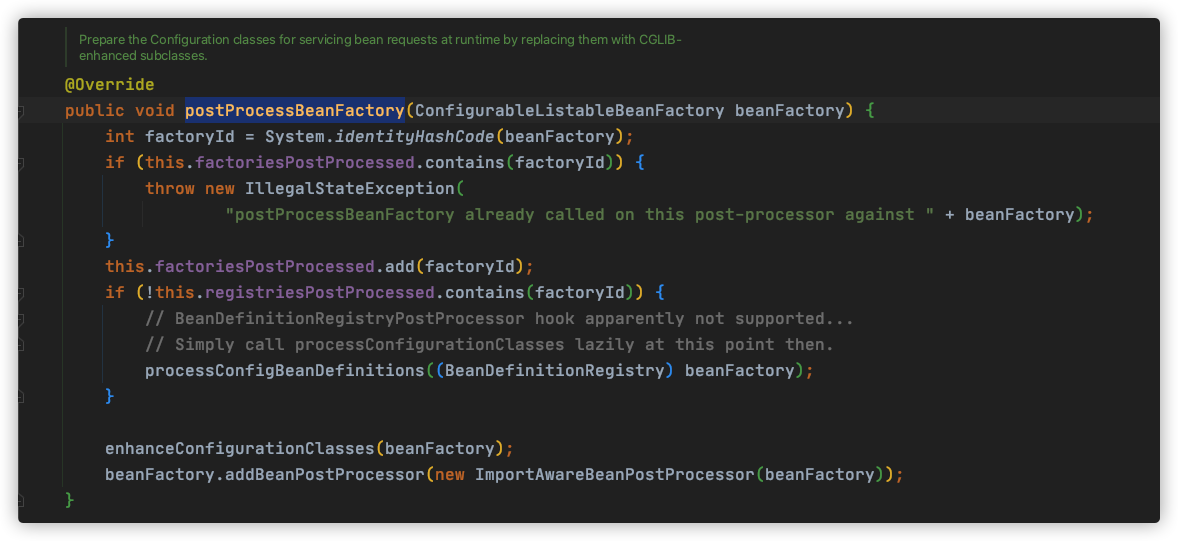 Prepare the Configuration classes for servicing bean requests at runtime by replacing them with CGLIB-
enhanced subclasses.
@Override
public void postProcessBeanFactory(ConfigurableListableBeanFactory beanFactory) {
int factoryId = System.identityHashCode(beanFactory);
if (this.factoriesPostProcessed.contains(factoryId)) {
throw new IllegalStateException(
"postProcessBeanFactory already called on this post-processor against " + beanFactory);
}
this.factoriesPostProcessed.add(factoryId);
if (!this.registriesPostProcessed.contains(factoryId)) {
// BeanDefinitionRegistryPostProcessor hook apparently not supported...
// Simply call processConfigurationClasses lazily at this point then.
processConfigBeanDefinitions((BeanDefinitionRegistry) beanFactory);
}
enhanceConfigurationClasses(beanFactory);
beanFactory.addBeanPostProcessor(new ImportAwareBeanPostProcessor(beanFactory));
}